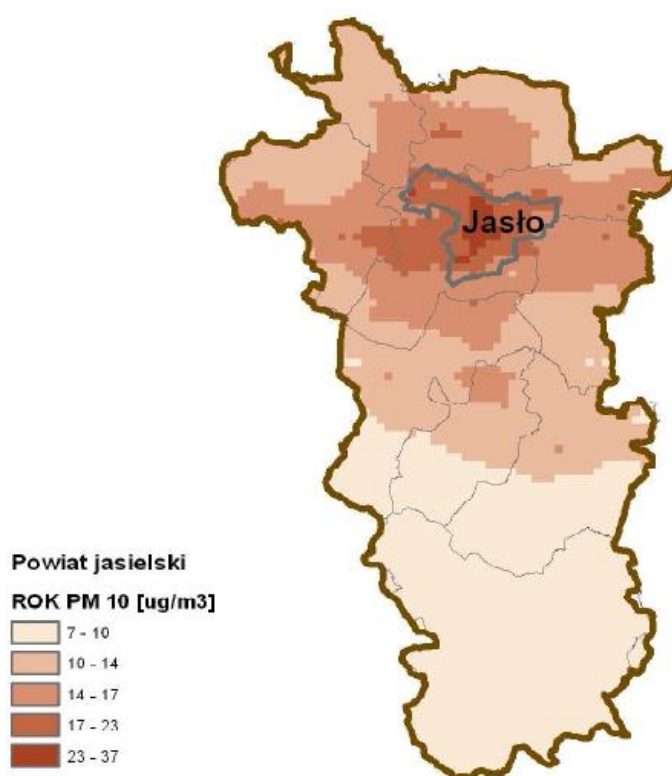 Jasło
Powiat jasielski
ROK PM 10 [ug/m3]
7 - 10
10 - 14
14 - 17
17 - 23
23 - 37